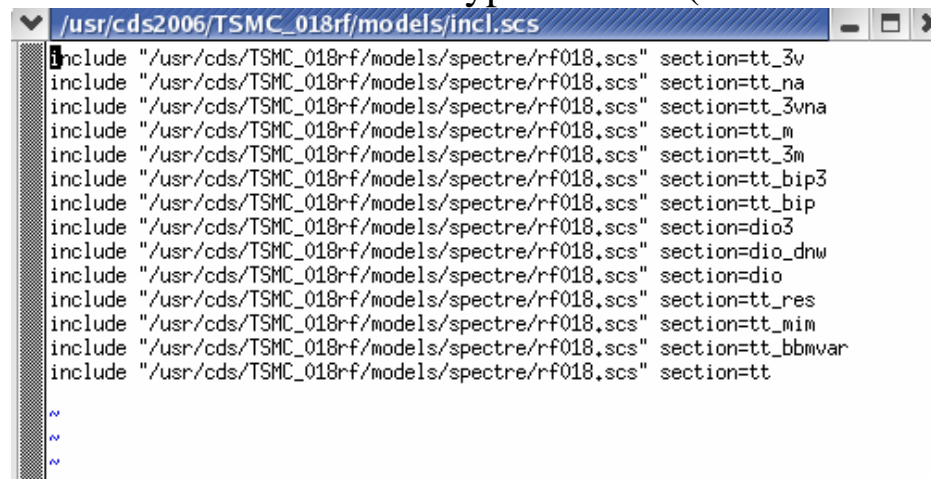 /usr/cds2006/TSMC_018rf/models/incl.scs
include "/usr/cds/TSMC_018rf/models/spectre/rf018.scs" section=tt_3v
include "/usr/cds/TSMC_018rf/models/spectre/rf018.scs" section=tt_na
include "/usr/cds/TSMC_018rf/models/spectre/rf018.scs" section=tt_3vna
include "/usr/cds/TSMC_018rf/models/spectre/rf018.scs" section=tt_m
include "/usr/cds/TSMC_018rf/models/spectre/rf018.scs" section=tt_3m
include "/usr/cds/TSMC_018rf/models/spectre/rf018.scs" section=tt_bip3
include "/usr/cds/TSMC_018rf/models/spectre/rf018.scs" section=tt_bip
include "/usr/cds/TSMC_018rf/models/spectre/rf018.scs" section=dio3
include "/usr/cds/TSMC_018rf/models/spectre/rf018.scs" section=dio_dnw
include "/usr/cds/TSMC_018rf/models/spectre/rf018.scs" section=dio
include "/usr/cds/TSMC_018rf/models/spectre/rf018.scs" section=tt_res
include "/usr/cds/TSMC_018rf/models/spectre/rf018.scs" section=tt_mim
include "/usr/cds/TSMC_018rf/models/spectre/rf018.scs" section=tt_bbmvar
include "/usr/cds/TSMC_018rf/models/spectre/rf018.scs" section=tt
~
~
~